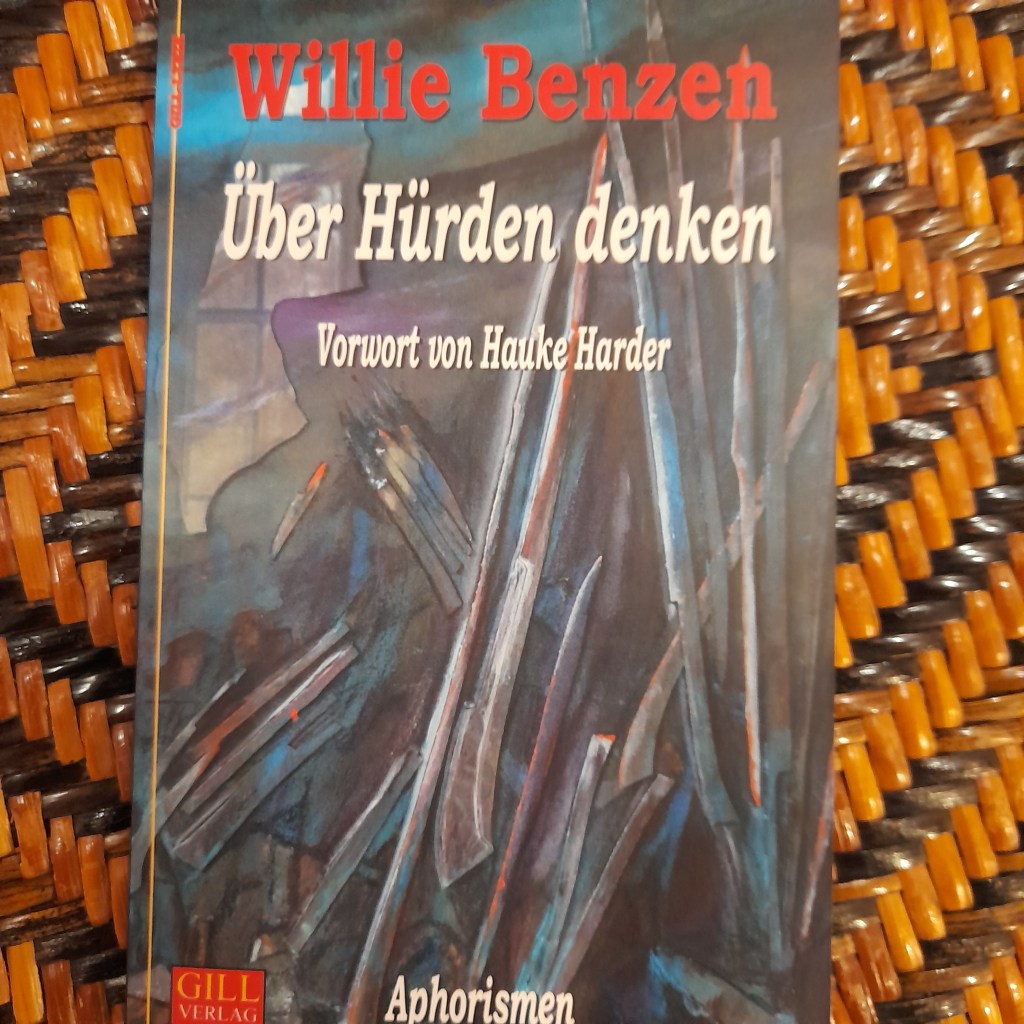 Willie Benzen
Über Hürden denken
Vorwort von Hauke Harder
GILL
VERLAG
Aphorismen